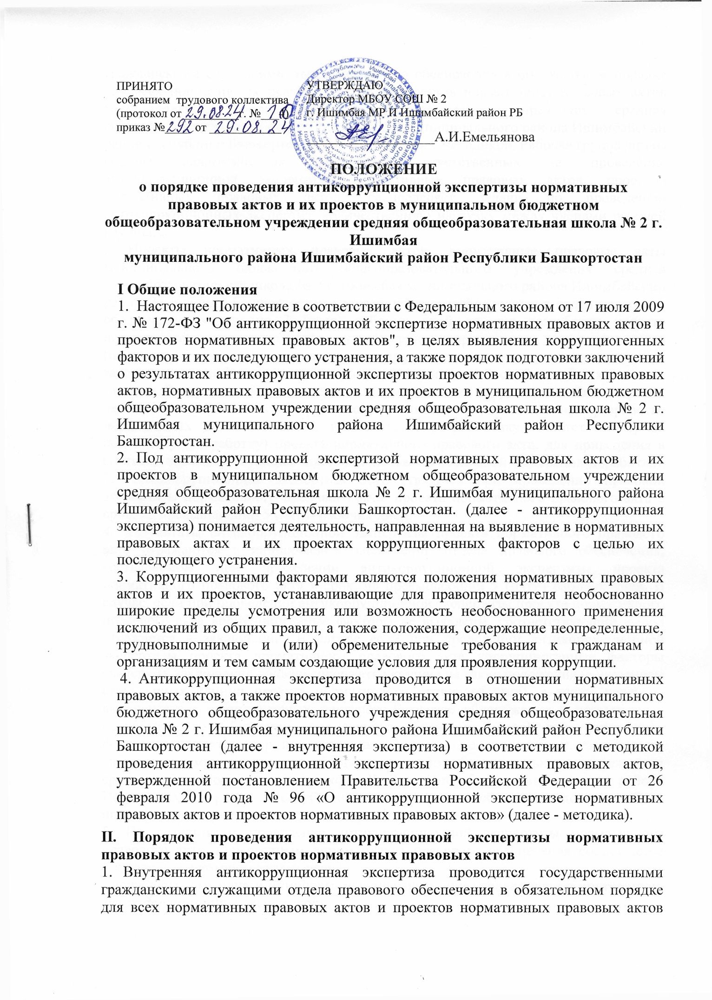 ПРИНЯТО
собранием трудового коллектива
(протокол от 29.08.24 г. № 10)
приказ № 292 от 29.08.24
УТВЕРЖДАЮ
Директор МБОУ СОШ № 2
г. Ишимбая МР И Ишимбайский район РБ
А.И.Емельянова
ПОЛОЖЕНИЕ
о порядке проведения антикоррупционной экспертизы нормативных
правовых актов и их проектов в муниципальном бюджетном
общеобразовательном учреждении средняя общеобразовательная школа № 2 г.
Ишимбая
муниципального района Ишимбайский район Республики Башкортостан
I Общие положения
1. Настоящее Положение в соответствии с Федеральным законом от 17 июля 2009
г. № 172-ФЗ "Об антикоррупционной экспертизе нормативных правовых актов и
проектов нормативных правовых актов", в целях выявления коррупциогенных
факторов и их последующего устранения, а также порядок подготовки заключений
о результатах антикоррупционной экспертизы проектов нормативных правовых
актов, нормативных правовых актов и их проектов в муниципальном бюджетном
общеобразовательном учреждении средняя общеобразовательная школа № 2 г.
Ишимбая муниципального района Ишимбайский район Республики
Башкортостан.
2. Под антикоррупционной экспертизой нормативных правовых актов и их
проектов в муниципальном бюджетном общеобразовательном учреждении
средняя общеобразовательная школа № 2 г. Ишимбая муниципального района
Ишимбайский район Республики Башкортостан. (далее - антикоррупционная
экспертиза) понимается деятельность, направленная на выявление в нормативных
правовых актах и их проектах коррупциогенных факторов с целью их
последующего устранения.
3. Коррупциогенными факторами являются положения нормативных правовых
актов и их проектов, устанавливающие для правоприменителя необоснованно
широкие пределы усмотрения или возможность необоснованного применения
исключений из общих правил, а также положения, содержащие неопределенные,
трудновыполнимые и (или) обременительные требования к гражданам и
организациям и тем самым создающие условия для проявления коррупции.
4. Антикоррупционная экспертиза проводится в отношении нормативных
правовых актов, а также проектов нормативных правовых актов муниципального
бюджетного общеобразовательного учреждения средняя общеобразовательная
школа № 2 г. Ишимбая муниципального района Ишимбайский район Республики
Башкортостан (далее - внутренняя экспертиза) в соответствии с методикой
проведения антикоррупционной экспертизы нормативных правовых актов,
утвержденной постановлением Правительства Российской Федерации от 26
февраля 2010 года № 96 «О антикоррупционной экспертизе нормативных
правовых актов и проектов нормативных правовых актов» (далее - методика).
II. Порядок проведения антикоррупционной экспертизы нормативных
правовых актов и проектов нормативных правовых актов
1. Внутренняя антикоррупционная экспертиза проводится государственными
гражданскими служащими отдела правового обеспечения в обязательном порядке
для всех нормативных правовых актов и проектов нормативных правовых актов